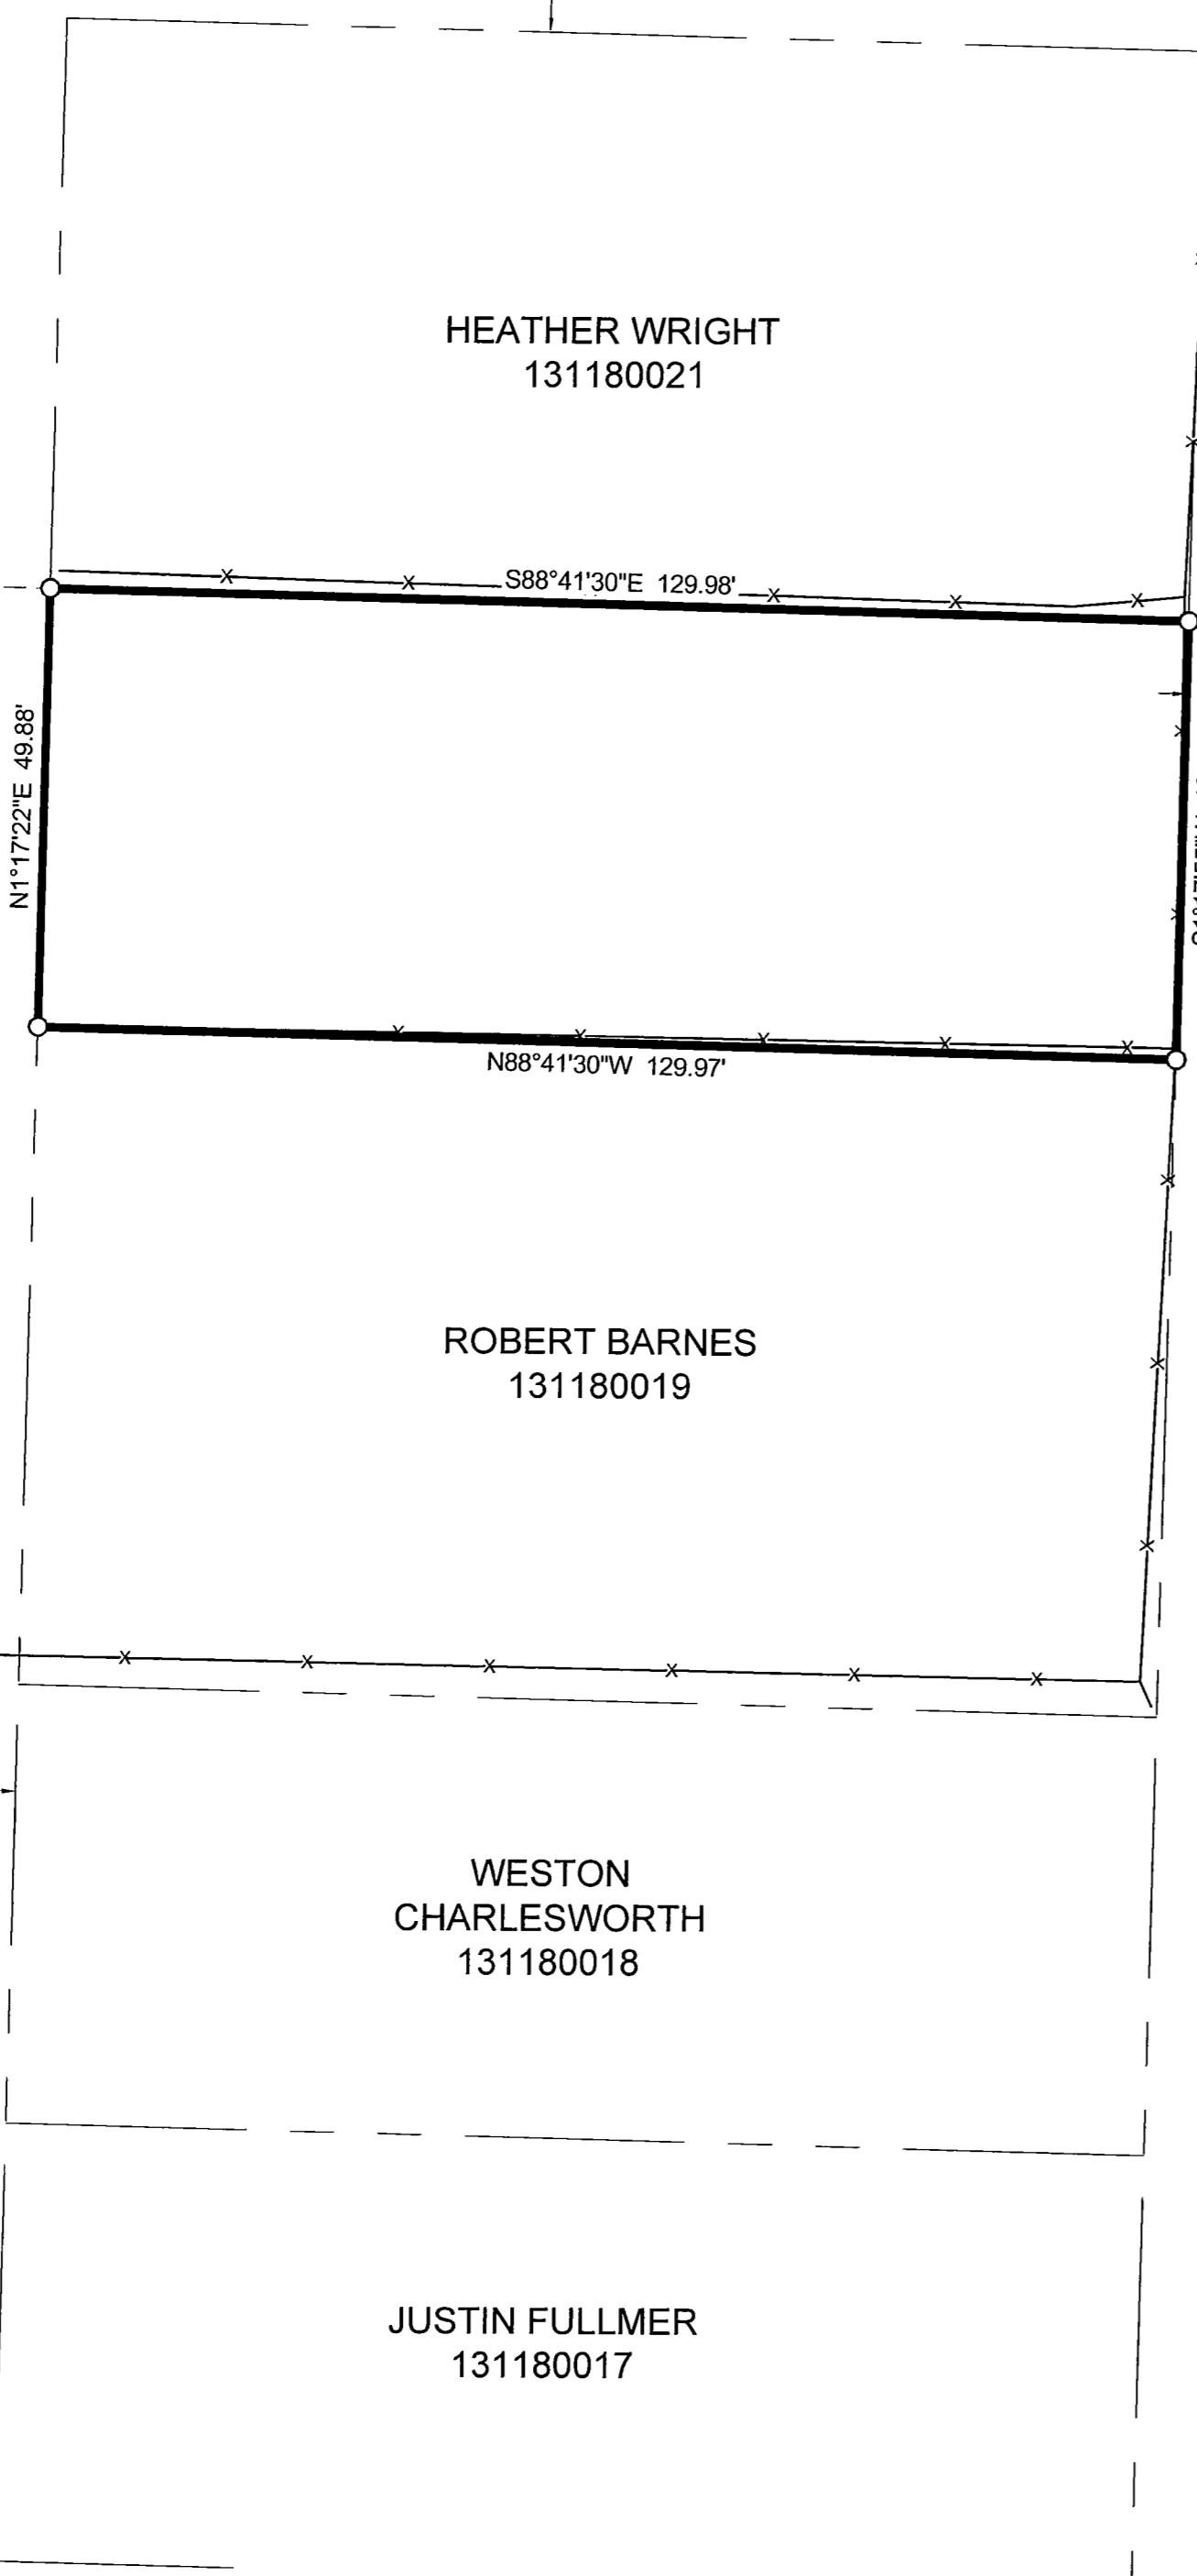 HEATHER WRIGHT
131180021
S88°41'30"E 129.98'
N1°17'22"E 49.88'
N88°41'30"W 129.97'
ROBERT BARNES
131180019
WESTON
CHARLESWORTH
131180018
JUSTIN FULLMER
131180017